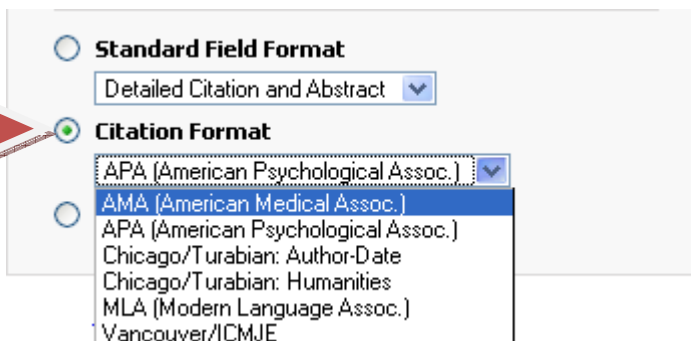 Standard Field Format
Detailed Citation and Abstract
Citation Format
APA (American Psychological Assoc.)
AMA (American Medical Assoc.)
APA (American Psychological Assoc.)
Chicago/Turabian: Author-Date
Chicago/Turabian: Humanities
MLA (Modern Language Assoc.)
Vancouver/ICMJE